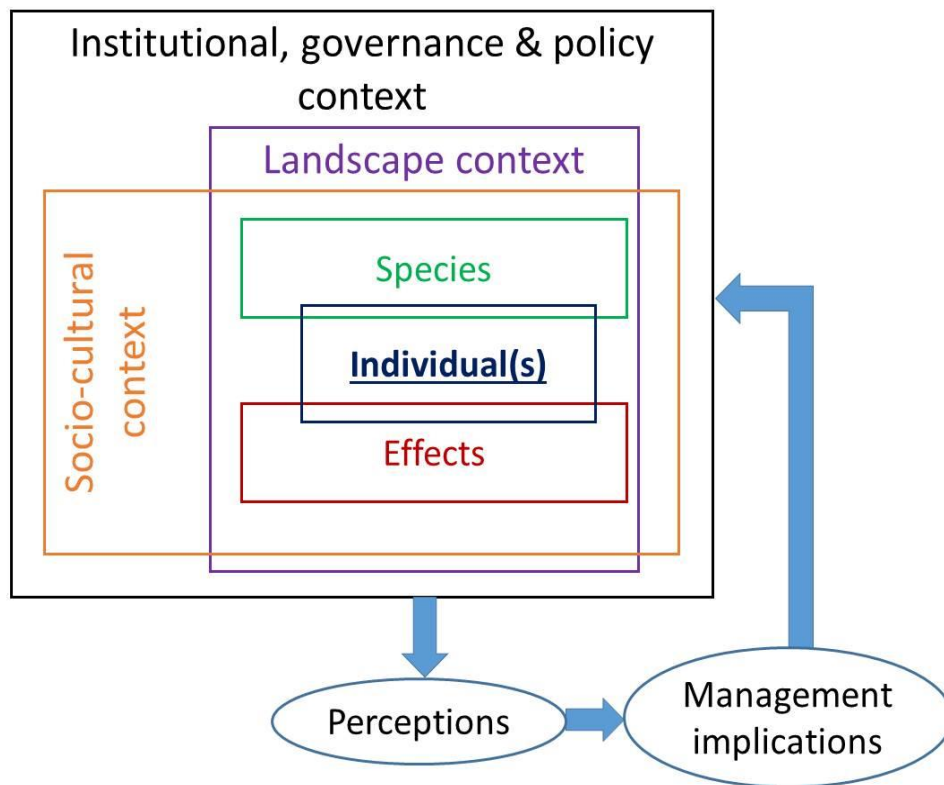 Institutional, governance & policy
context
Landscape context
Socio-cultural
context
Species
Individual(s)
Effects
Perceptions
Management
implications